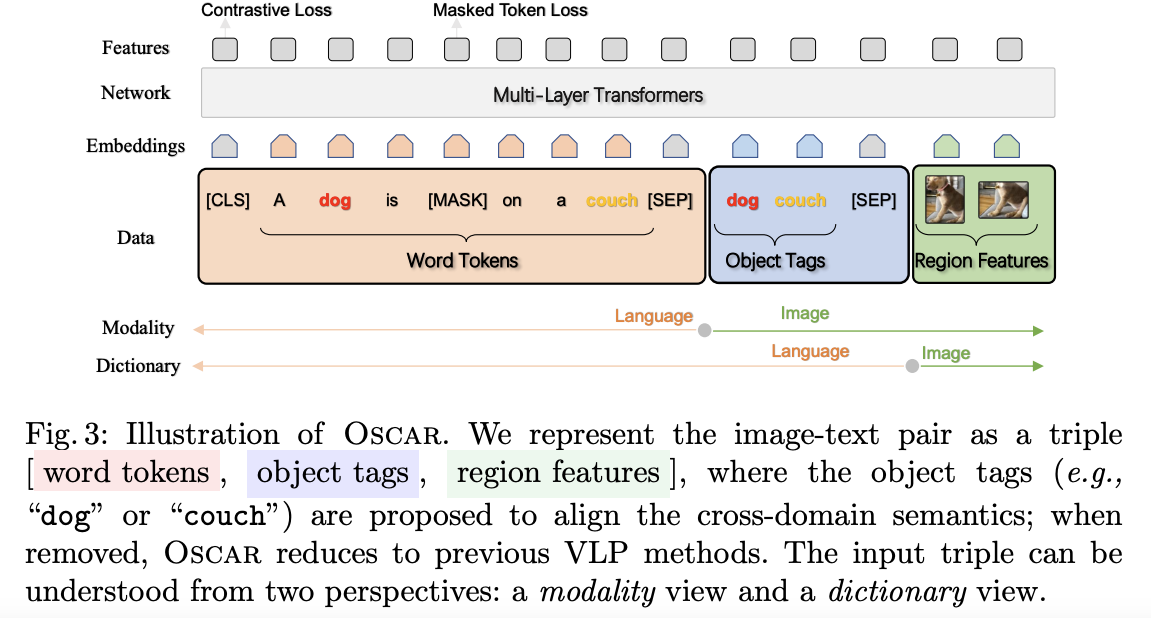 Contrastive Loss Masked Token Loss
Features
Network Multi-Layer Transformers
Embeddings
Data
[CLS] A dog is [MASK] on a couch [SEP] dog couch [SEP]
Word Tokens Object Tags Region Features
Modality Language Image
Dictionary Language Image
Fig. 3: Illustration of OSCAR. We represent the image-text pair as a triple
[ word tokens , object tags , region features ], where the object tags (e.g.,
“dog” or “couch”) are proposed to align the cross-domain semantics; when
removed, OSCAR reduces to previous VLP methods. The input triple can be
understood from two perspectives: a modality view and a dictionary view.